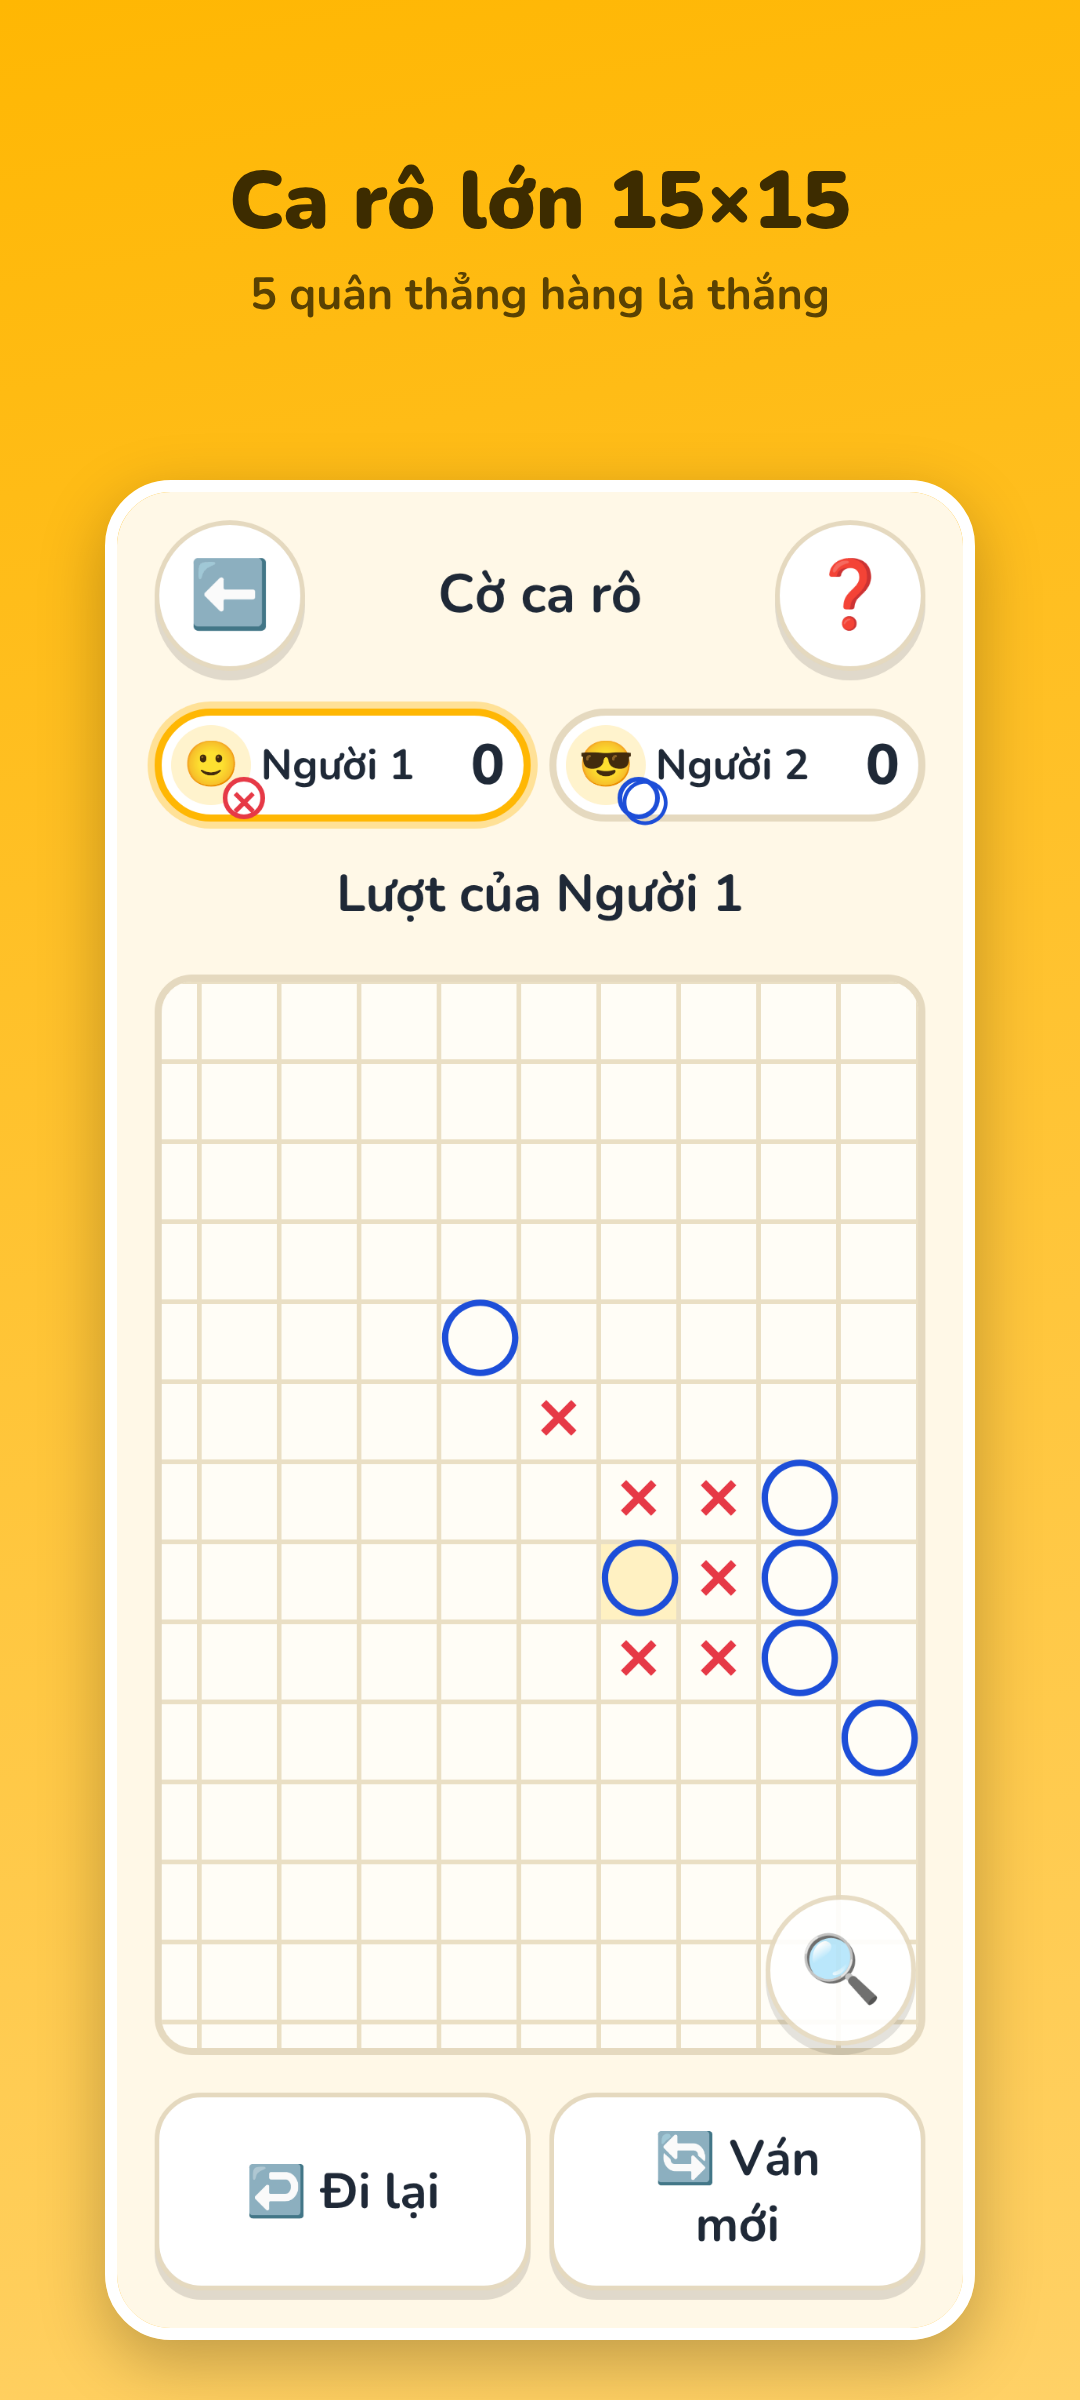 Ca rô lớn 15×15
5 quân thẳng hàng là thắng
Cờ ca rô
Người 1 0
Người 2 0
Lượt của Người 1
Đi lại
Ván
mới